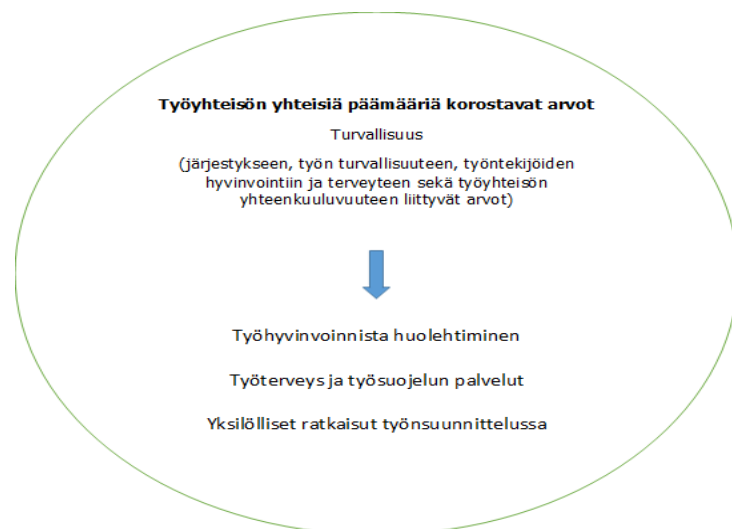 Työyhteisön yhteisiä päämääriä korostavat arvot
Turvallisuus
(järjestykseen, työn turvallisuuteen, työntekijöiden
hyvinvointiin ja terveyteen sekä työyhteisön
yhteenkuuluvuuteen liittyvät arvot)
Työhyvinvoinnista huolehtiminen
Työterveys ja työsuojelun palvelut
Yksilölliset ratkaisut työnsuunnittelussa